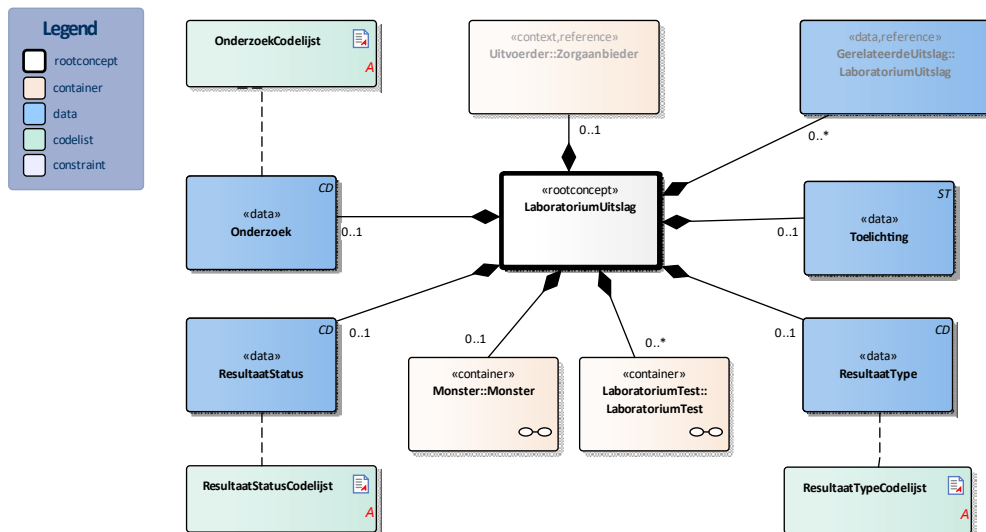 Legend
rootconcept
container
data
codelist
constraint
OnderzoekCodelijst
A
«context,reference»
Uitvoerder::Zorgaanbieder
0..1
«data,reference»
GerelateerdeUitslag::
LaboratoriumUitslag
0..*
CD
«data»
Onderzoek
0..1
«rootconcept»
LaboratoriumUitslag
ST
«data»
Toelichting
0..1
CD
«data»
ResultaatStatus
0..1
0..1
«container»
Monster::Monster
0..*
«container»
LaboratoriumTest::
LaboratoriumTest
0..1
CD
«data»
ResultaatType
ResultaatStatusCodelijst
A
ResultaatTypeCodelijst
A